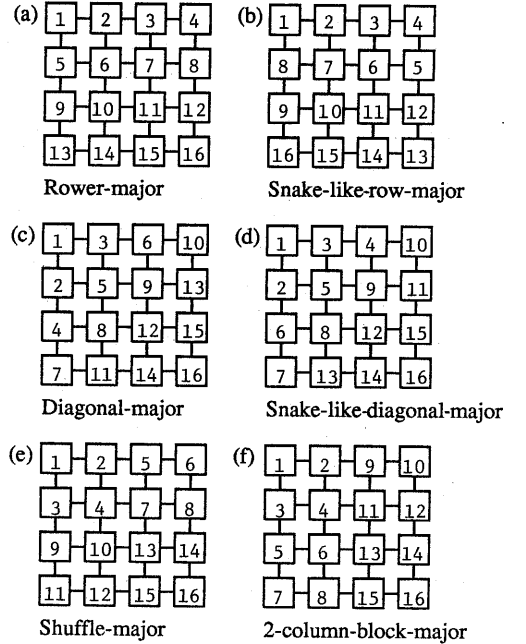 (a) 1 2 3 4
5 6 7 8
9 10 11 12
13 14 15 16
Rower-major
(b) 1 2 3 4
8 7 6 5
9 10 11 12
16 15 14 13
Snake-like-row-major
(c) 1 3 6 10
2 5 9 13
4 8 12 15
7 11 14 16
Diagonal-major
(d) 1 3 4 10
2 5 9 11
6 8 12 15
7 13 14 16
Snake-like-diagonal-major
(e) 1 2 5 6
3 4 7 8
9 10 13 14
11 12 15 16
Shuffle-major
(f) 1 2 9 10
3 4 11 12
5 6 13 14
7 8 15 16
2-column-block-major